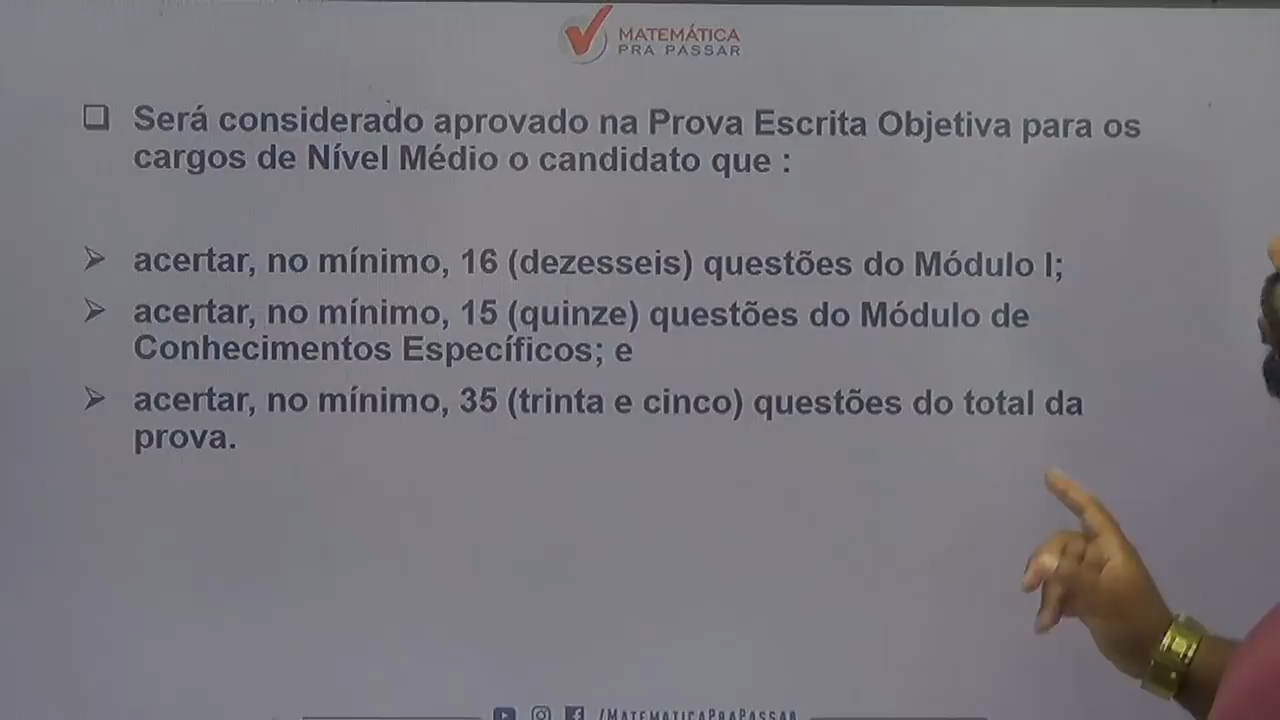 MATEMÁTICA
PRA PASSAR
Será considerado aprovado na Prova Escrita Objetiva para os
cargos de Nível Médio o candidato que :
acertar, no mínimo, 16 (dezesseis) questões do Módulo I;
acertar, no mínimo, 15 (quinze) questões do Módulo de
Conhecimentos Específicos; e
acertar, no mínimo, 35 (trinta e cinco) questões do total da
prova.
/MATEMATICAPRAPASSAR